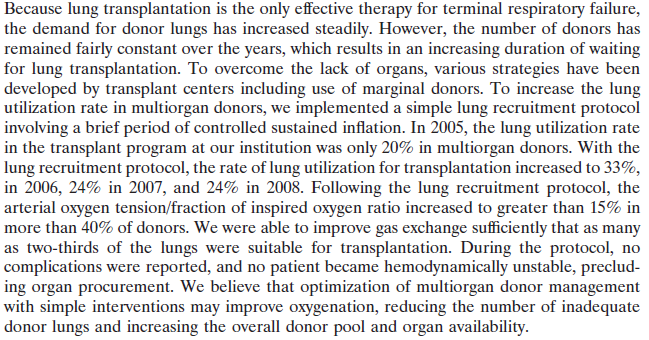 Because lung transplantation is the only effective therapy for terminal respiratory failure,
the demand for donor lungs has increased steadily. However, the number of donors has
remained fairly constant over the years, which results in an increasing duration of waiting
for lung transplantation. To overcome the lack of organs, various strategies have been
developed by transplant centers including use of marginal donors. To increase the lung
utilization rate in multiorgan donors, we implemented a simple lung recruitment protocol
involving a brief period of controlled sustained inflation. In 2005, the lung utilization rate
in the transplant program at our institution was only 20% in multiorgan donors. With the
lung recruitment protocol, the rate of lung utilization for transplantation increased to 33%,
in 2006, 24% in 2007, and 24% in 2008. Following the lung recruitment protocol, the
arterial oxygen tension/fraction of inspired oxygen ratio increased to greater than 15% in
more than 40% of donors. We were able to improve gas exchange sufficiently that as many
as two-thirds of the lungs were suitable for transplantation. During the protocol, no
complications were reported, and no patient became hemodynamically unstable, preclud-
ing organ procurement. We believe that optimization of multiorgan donor management
with simple interventions may improve oxygenation, reducing the number of inadequate
donor lungs and increasing the overall donor pool and organ availability.